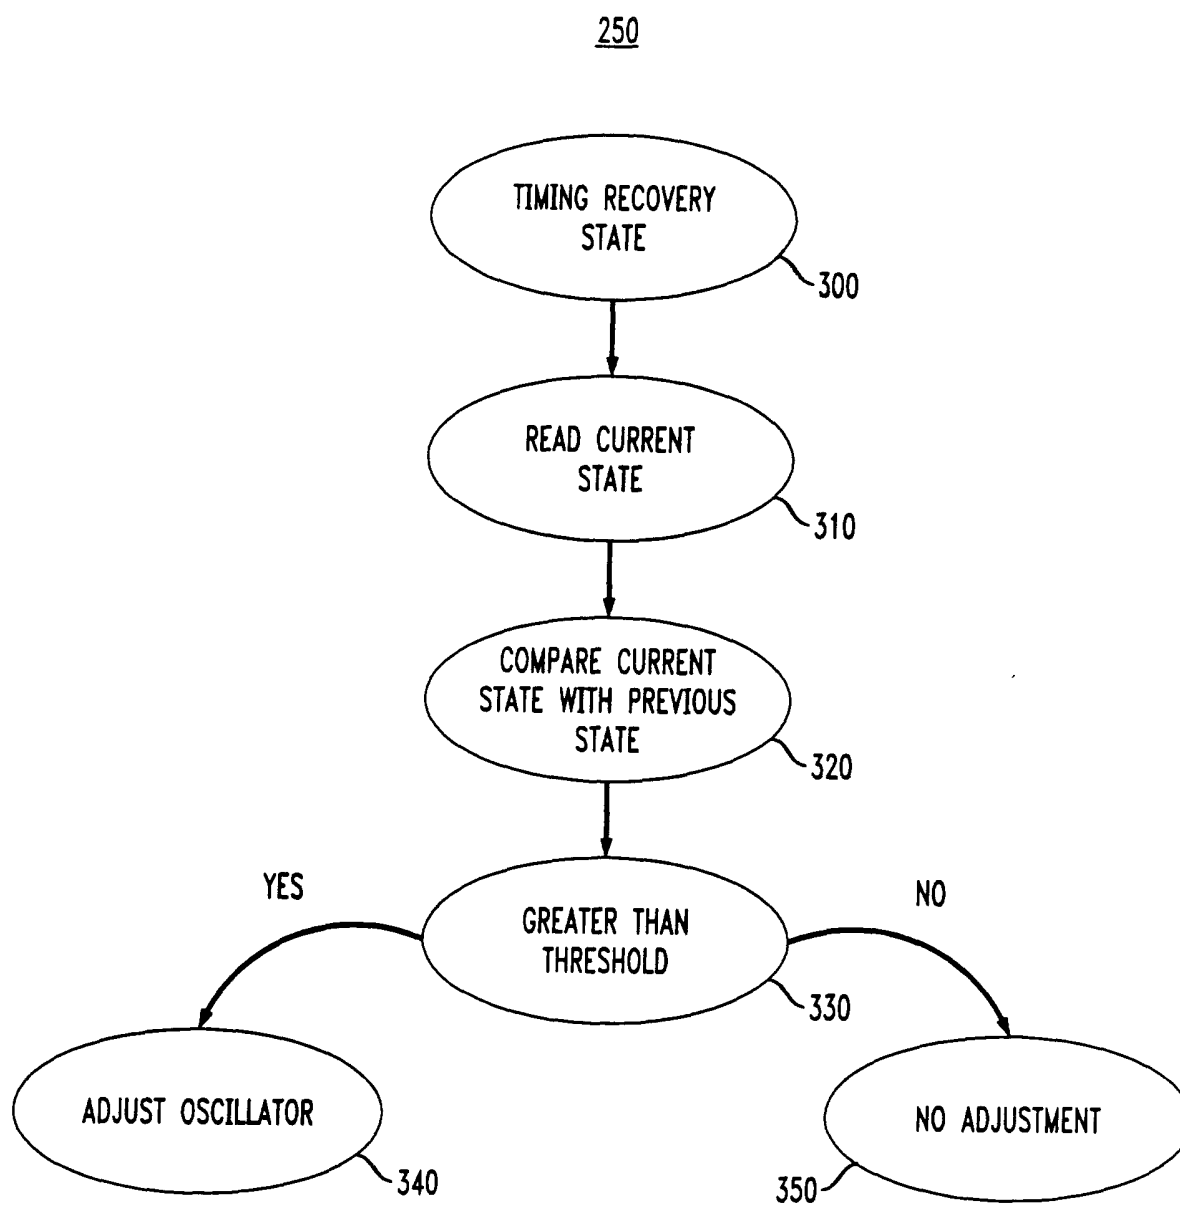 250
TIMING RECOVERY
STATE
300
READ CURRENT
STATE
310
COMPARE CURRENT
STATE WITH PREVIOUS
STATE
320
YES
NO
GREATER THAN
THRESHOLD
330
ADJUST OSCILLATOR
340
NO ADJUSTMENT
350